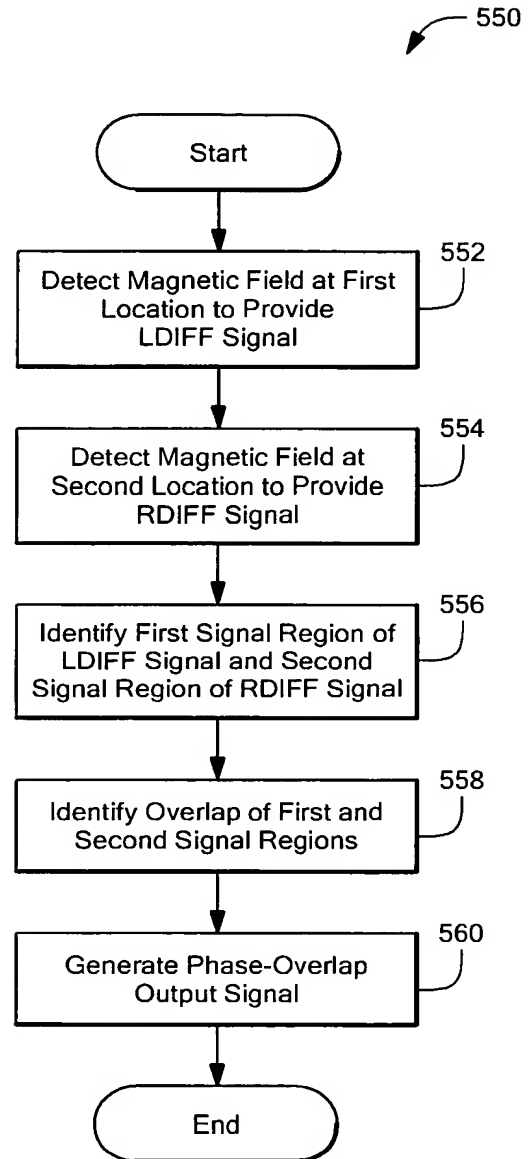 550
Start
552
Detect Magnetic Field at First
Location to Provide
LDIFF Signal
554
Detect Magnetic Field at
Second Location to Provide
RDIFF Signal
556
Identify First Signal Region of
LDIFF Signal and Second
Signal Region of RDIFF Signal
558
Identify Overlap of First and
Second Signal Regions
560
Generate Phase-Overlap
Output Signal
End